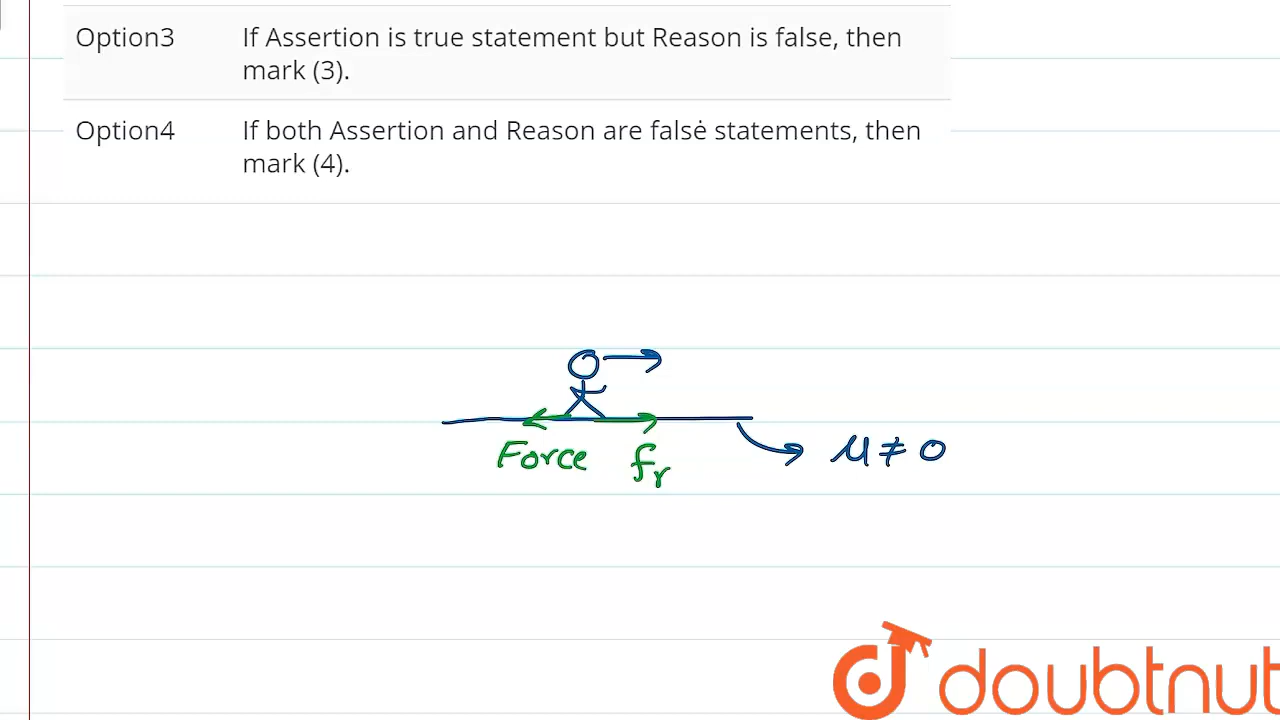 Option3 If Assertion is true statement but Reason is false, then
mark (3).
Option4 If both Assertion and Reason are false statements, then
mark (4).
μ ≠ 0
Force fr
doubtnut